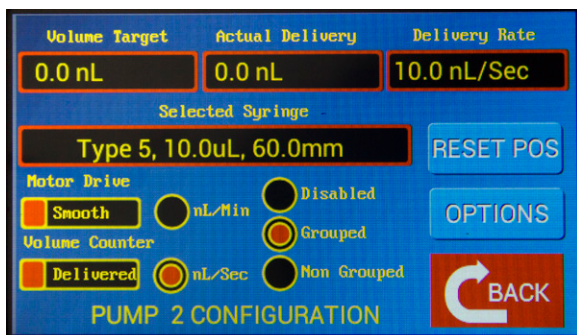 Volume Target Actual Delivery Delivery Rate
0.0 nL 0.0 nL 10.0 nL/Sec
Selected Syringe
Type 5, 10.0uL, 60.0mm RESET POS
Motor Drive
Smooth nL/Min Disabled
Grouped OPTIONS
Volume Counter
Delivered nL/Sec Non Grouped
BACK
PUMP 2 CONFIGURATION